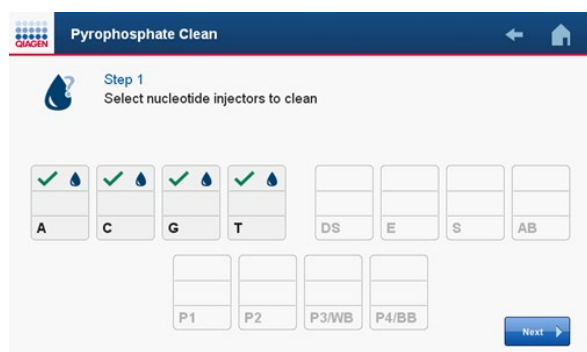 QIAGEN
Pyrophosphate Clean
Step 1
Select nucleotide injectors to clean
A C G T DS E S AB
P1 P2 P3/WB P4/BB
Next